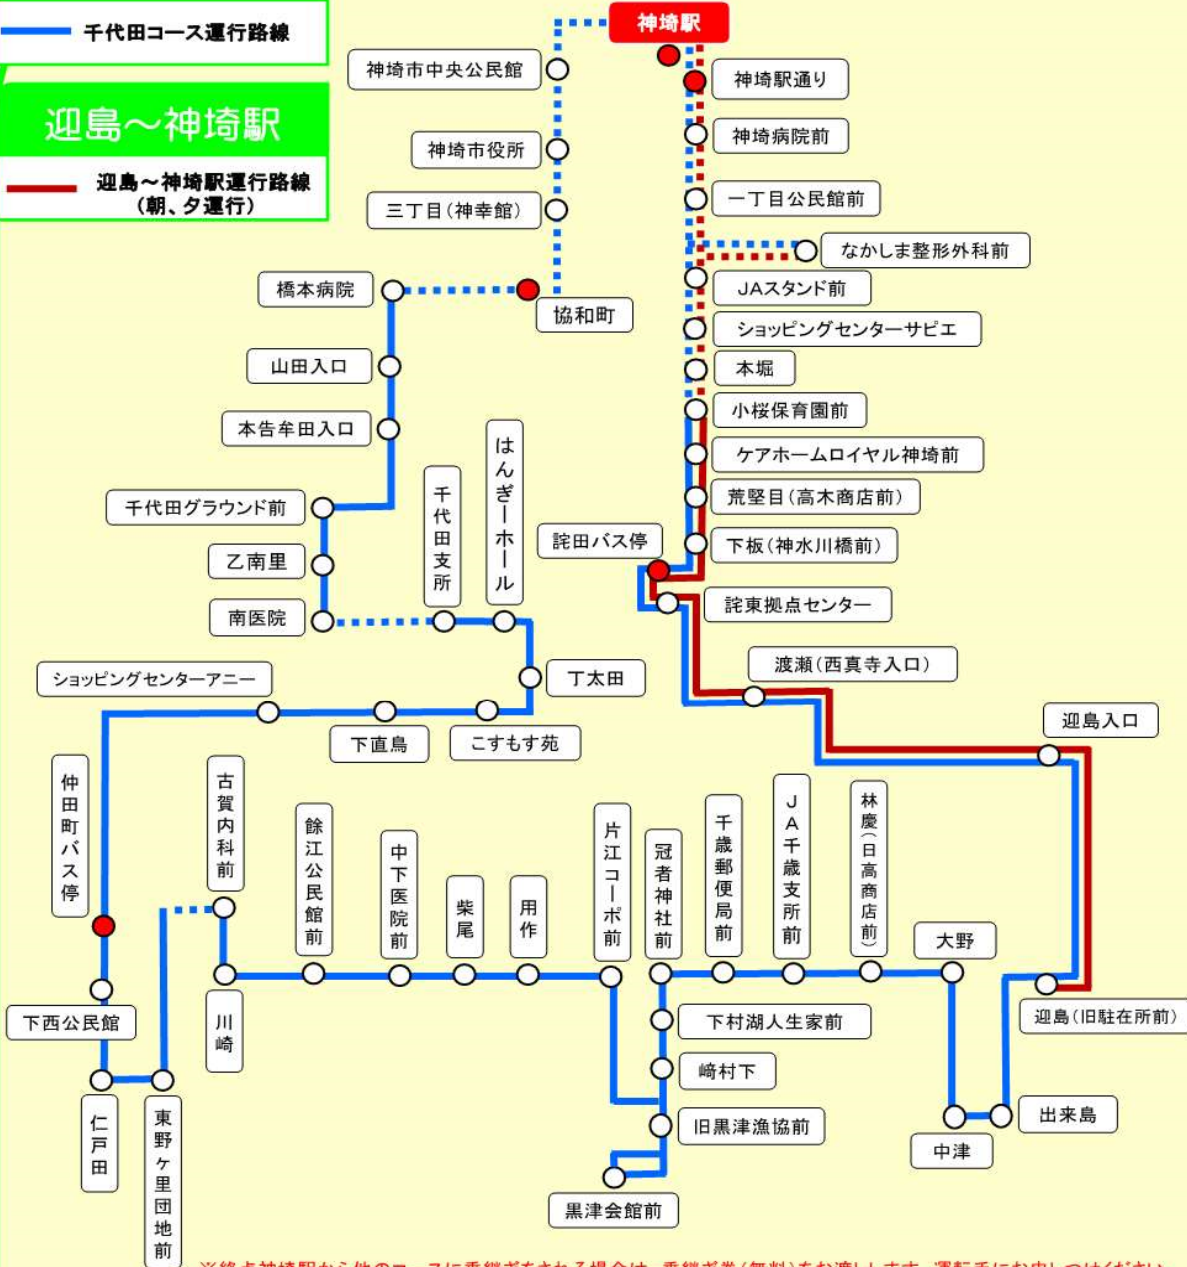 千代田コース運行路線
迎島～神埼駅
迎島～神埼駅運行路線
(朝、夕運行)
神埼駅
神埼市中央公民館
神埼市役所
三丁目(神幸館)
協和町
橋本病院
山田入口
本告牟田入口
千代田グラウンド前
乙南里
南医院
千代田支所
はんぎーホール
丁太田
こすもす苑
下直鳥
ショッピングセンターアニー
仲田町バス停
下西公民館
仁戸田
東野ヶ里団地前
古賀内科前
川崎
餘江公民館前
中下医院前
柴尾
用作
片江コーポ前
冠者神社前
下村湖人生家前
﨑村下
旧黒津漁協前
黒津会館前
千歳郵便局前
JA千歳支所前
林慶(日高商店前)
大野
中津
出来島
迎島(旧駐在所前)
迎島入口
渡瀬(西真寺入口)
詫東拠点センター
詫田バス停
下板(神水川橋前)
荒堅目(高木商店前)
ケアホームロイヤル神埼前
小桜保育園前
本堀
ショッピングセンターサピエ
JAスタンド前
なかしま整形外科前
一丁目公民館前
神埼病院前
神埼駅通り